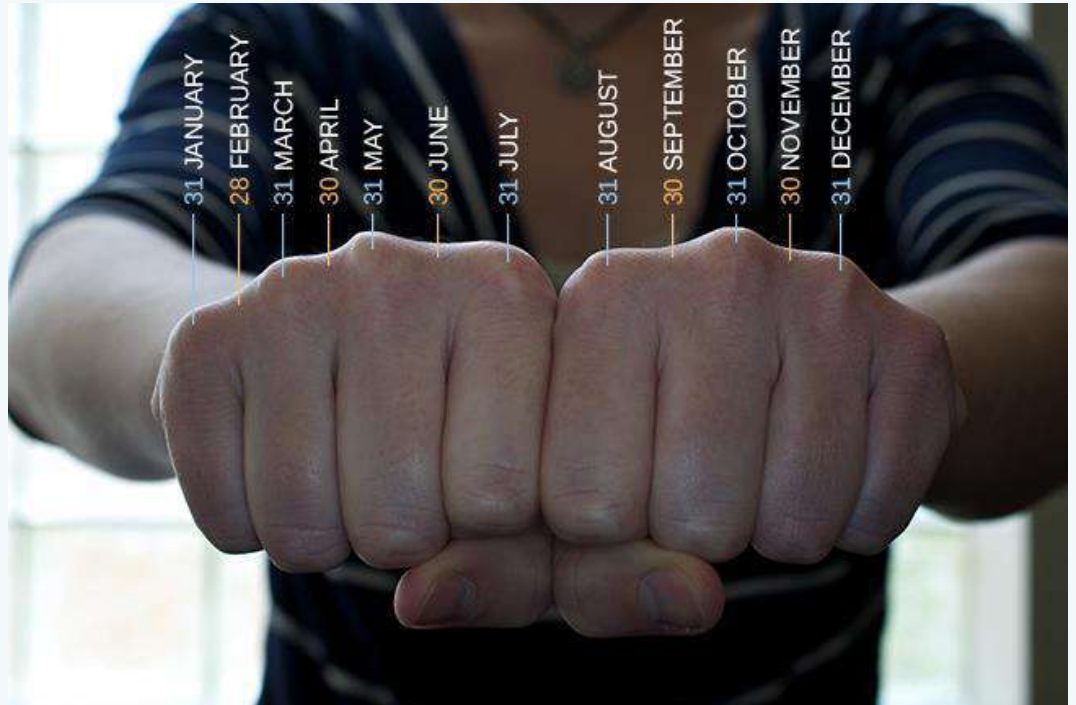 31 JANUARY
28 FEBRUARY
31 MARCH
30 APRIL
31 MAY
30 JUNE
31 JULY
31 AUGUST
30 SEPTEMBER
31 OCTOBER
30 NOVEMBER
31 DECEMBER